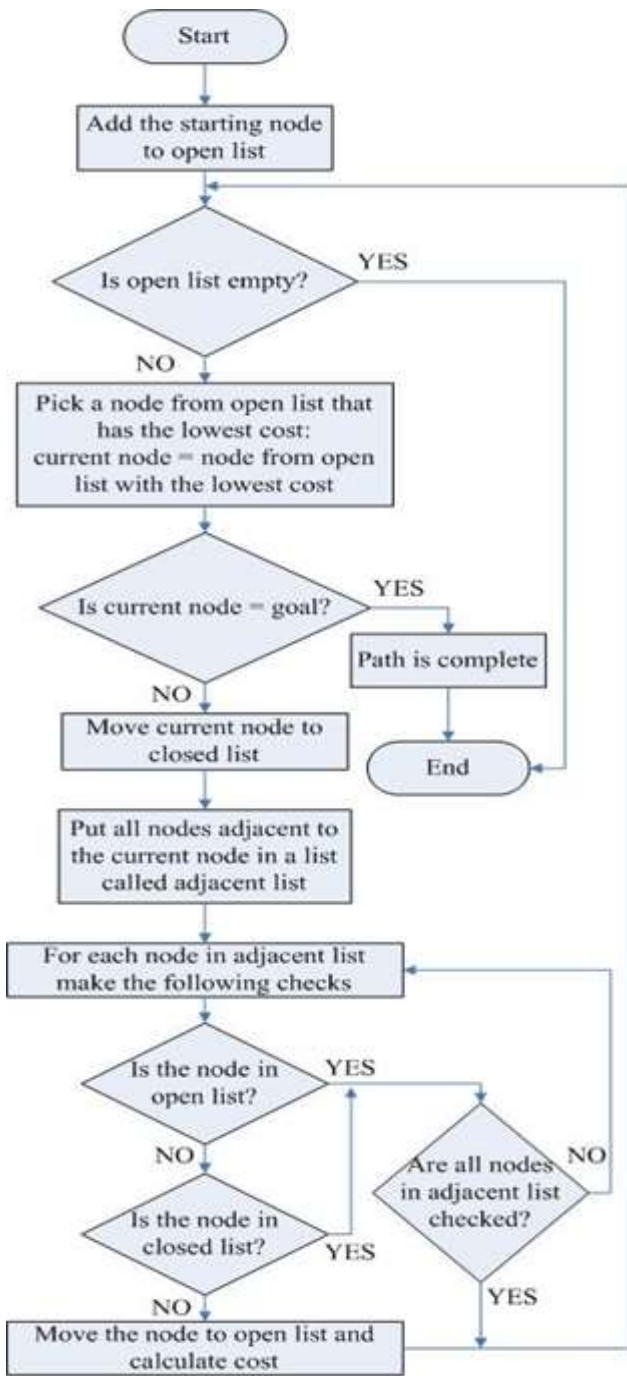 Start
Add the starting node
to open list
Is open list empty?
YES
NO
Pick a node from open list that
has the lowest cost:
current node = node from open
list with the lowest cost
Is current node = goal?
YES
Path is complete
NO
Move current node to
closed list
End
Put all nodes adjacent to
the current node in a list
called adjacent list
For each node in adjacent list
make the following checks
Is the node in
open list?
YES
NO
Are all nodes
in adjacent list
checked?
NO
Is the node in
closed list?
YES
NO
YES
Move the node to open list and
calculate cost